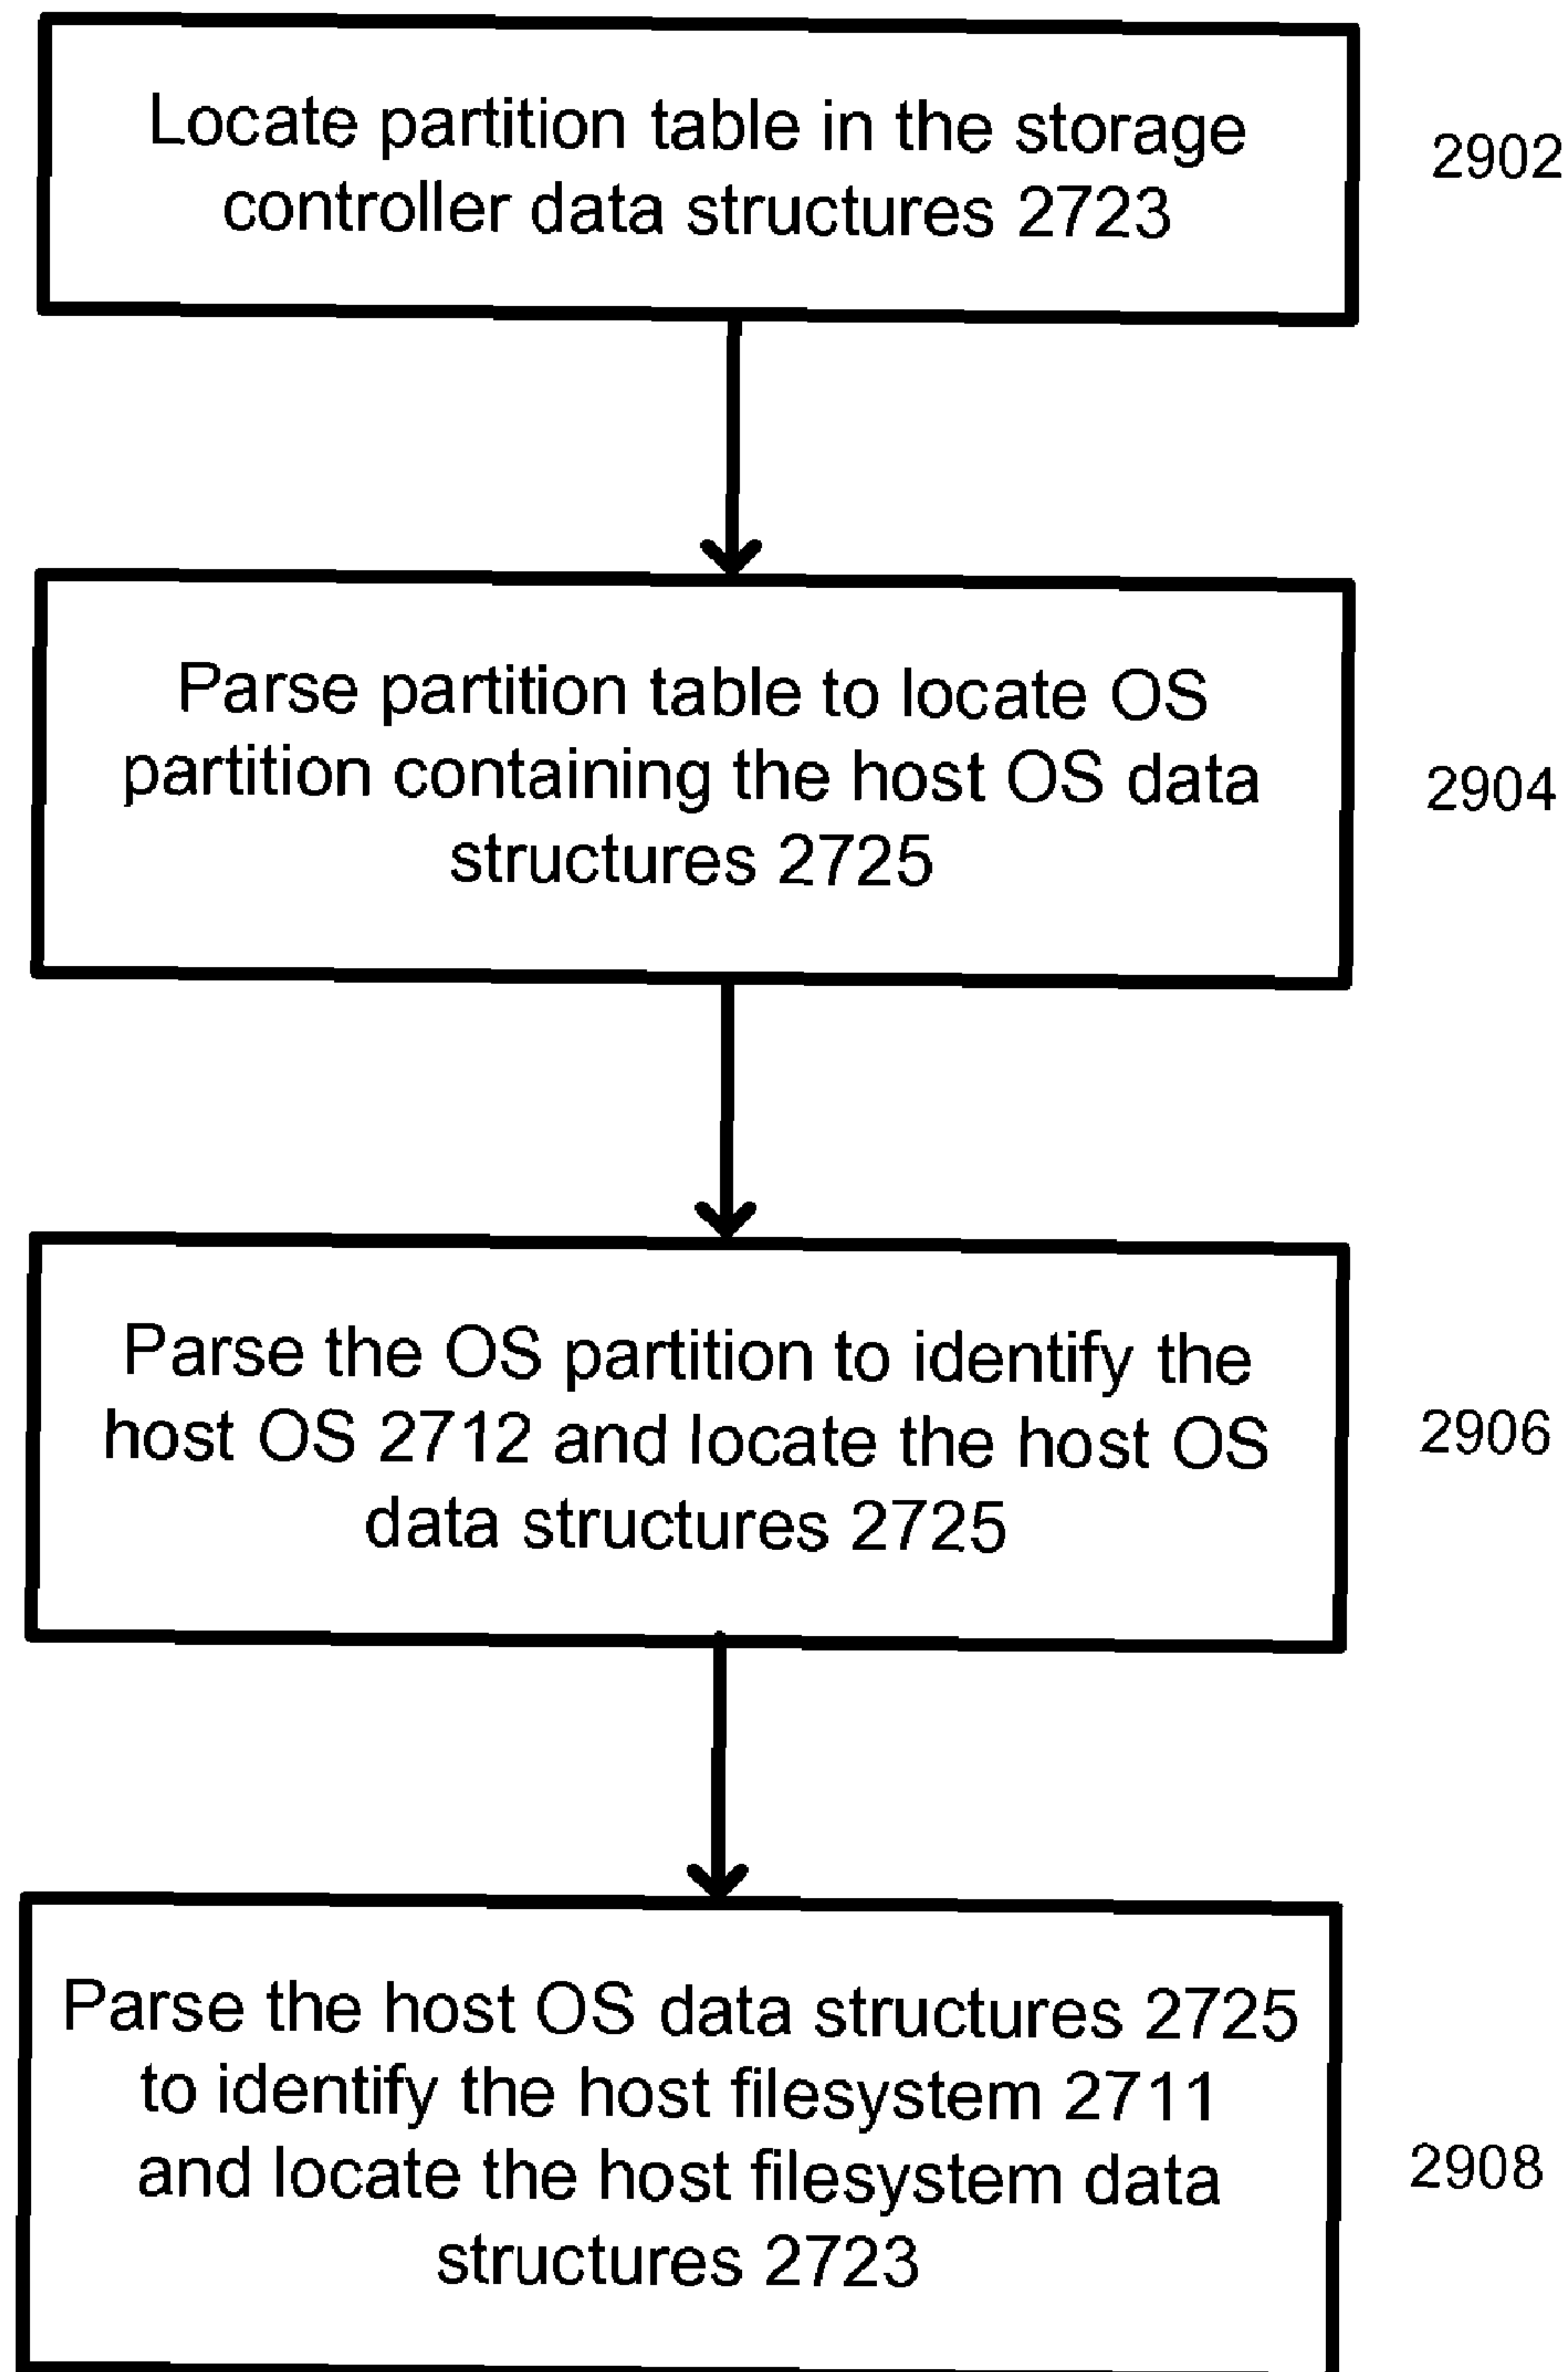 Locate partition table in the storage
controller data structures 2723
2902
Parse partition table to locate OS
partition containing the host OS data
structures 2725
2904
Parse the OS partition to identify the
host OS 2712 and locate the host OS
data structures 2725
2906
Parse the host OS data structures 2725
to identify the host filesystem 2711
and locate the host filesystem data
structures 2723
2908